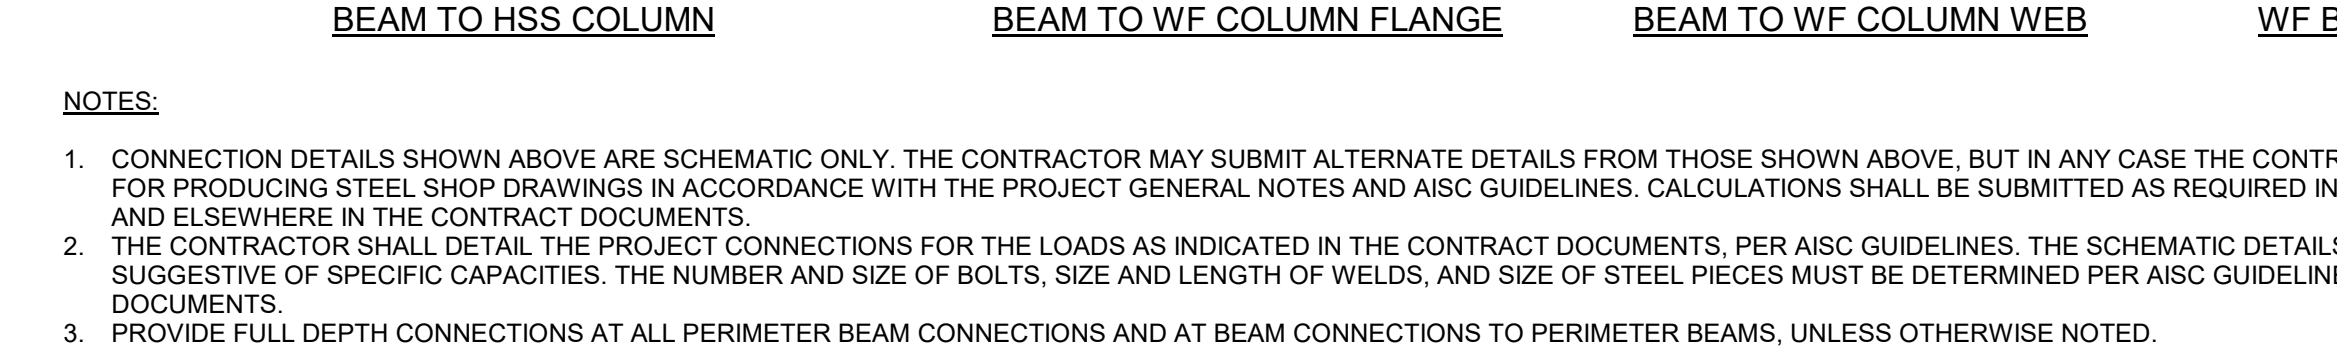 BEAM TO HSS COLUMN BEAM TO WF COLUMN FLANGE BEAM TO WF COLUMN WEB WF
NOTES:
1. CONNECTION DETAILS SHOWN ABOVE ARE SCHEMATIC ONLY. THE CONTRACTOR MAY SUBMIT ALTERNATE DETAILS FROM THOSE SHOWN ABOVE, BUT IN ANY CASE THE
FOR PRODUCING STEEL SHOP DRAWINGS IN ACCORDANCE WITH THE PROJECT GENERAL NOTES AND AISC GUIDELINES. CALCULATIONS SHALL BE SUBMITTED AS REQUIRED IN
AND ELSEWHERE IN THE CONTRACT DOCUMENTS.
2. THE CONTRACTOR SHALL DETAIL THE PROJECT CONNECTIONS FOR THE LOADS AS INDICATED IN THE CONTRACT DOCUMENTS, PER AISC GUIDELINES. THE SCHEMATIC DETAILS
SUGGESTIVE OF SPECIFIC CAPACITIES. THE NUMBER AND SIZE OF BOLTS, SIZE AND LENGTH OF WELDS, AND SIZE OF STEEL PIECES MUST BE DETERMINED PER AISC
DOCUMENTS.
3. PROVIDE FULL DEPTH CONNECTIONS AT ALL PERIMETER BEAM CONNECTIONS AND AT BEAM CONNECTIONS TO PERIMETER BEAMS, UNLESS OTHERWISE NOTED.